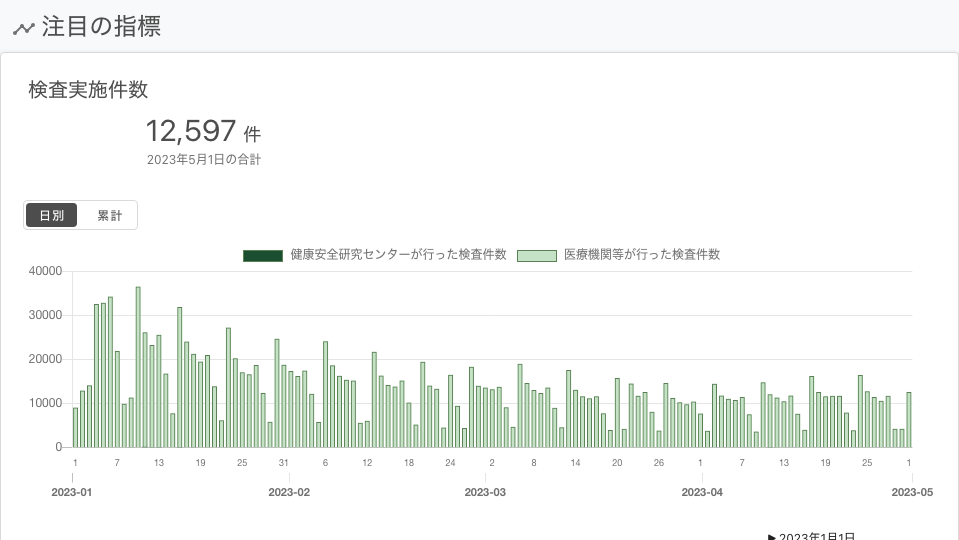 注目の指標
検査実施件数
12,597 件
2023年5月1日の合計
日別 累計
健康安全研究センターが行った検査件数 医療機関等が行った検査件数
40000
30000
20000
10000
0
1 7 13 19 25 31 6 12 18 24 2 8 14 20 26 1 7 13 19 25 1
2023-01 2023-02 2023-03 2023-04 2023-05
▶ 2023年1月1日